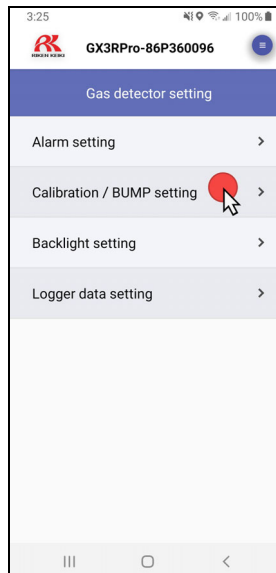 3:25
100%
RIKEN KEIKI
GX3RPro-86P360096
Gas detector setting
Alarm setting
Calibration / BUMP setting
Backlight setting
Logger data setting